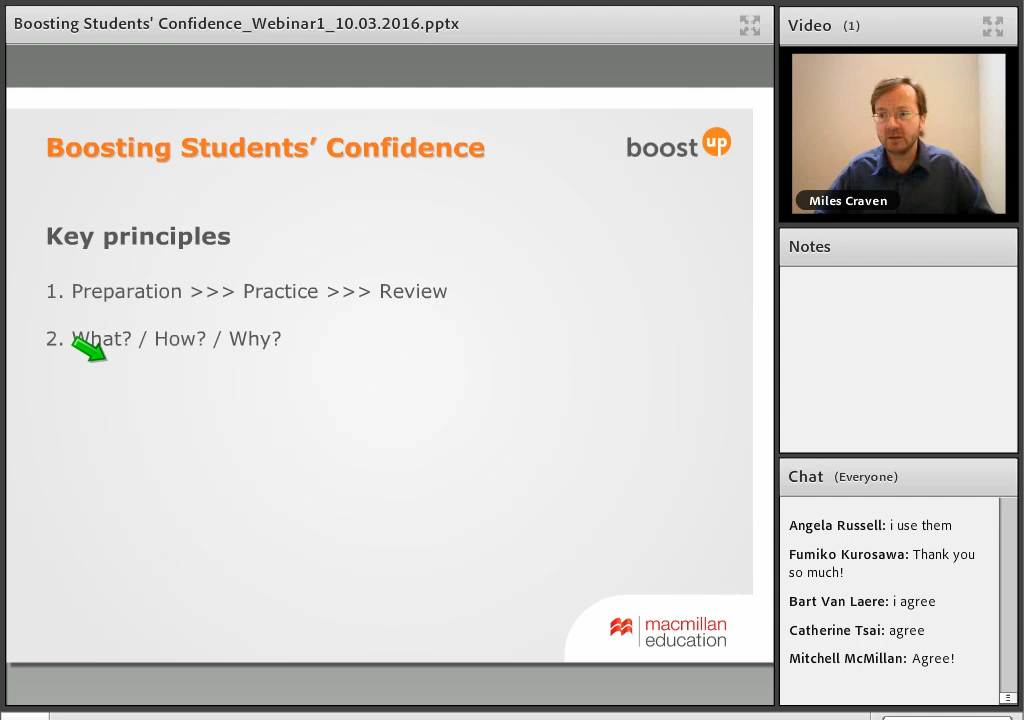 Boosting Students' Confidence_Webinar1_10.03.2016.pptx
Boosting Students’ Confidence
boost up
Key principles
1. Preparation >>> Practice >>> Review
2. What? / How? / Why?
macmillan
education
Video (1)
Miles Craven
Notes
Chat (Everyone)
Angela Russell: i use them
Fumiko Kurosawa: Thank you
so much!
Bart Van Laere: i agree
Catherine Tsai: agree
Mitchell McMillan: Agree!